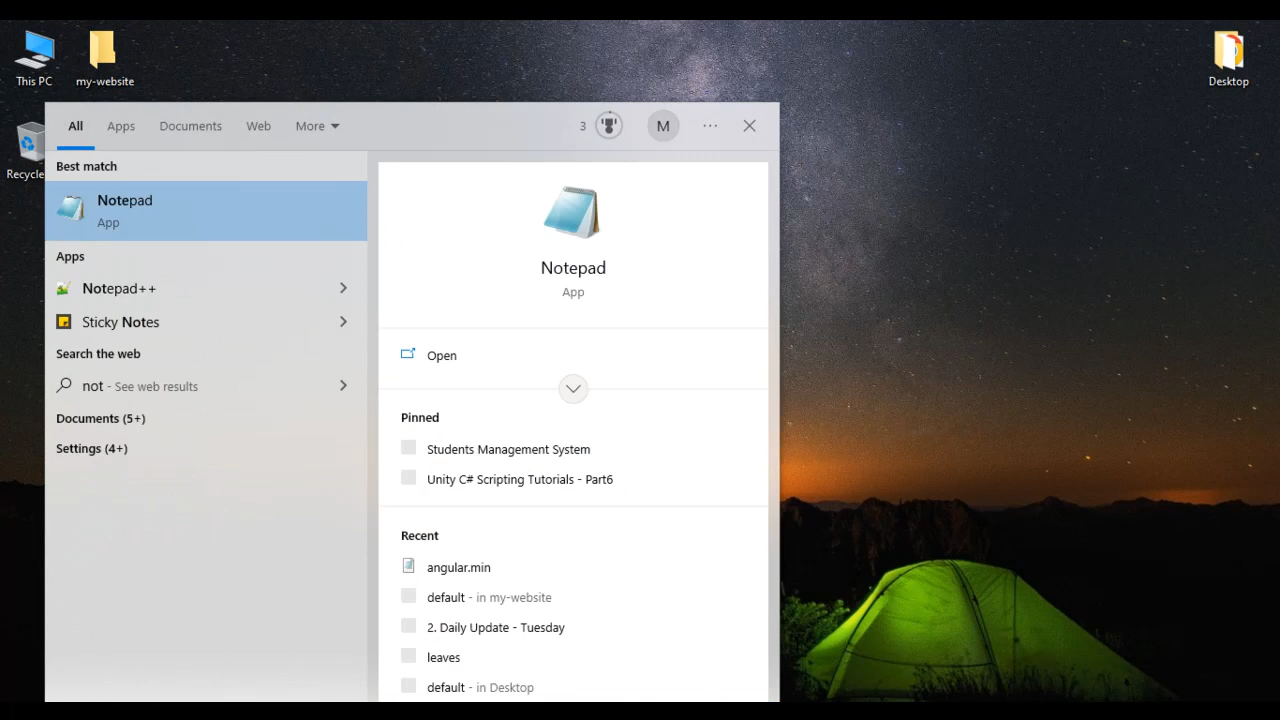 This PC
my-website
Desktop
Recycle
All Apps Documents Web More 3 M
Best match
Notepad
App
Apps
Notepad++
Sticky Notes
Search the web
not - See web results
Documents (5+)
Settings (4+)
Notepad
App
Open
Pinned
Students Management System
Unity C# Scripting Tutorials - Part6
Recent
angular.min
default - in my-website
2. Daily Update - Tuesday
leaves
default - in Desktop